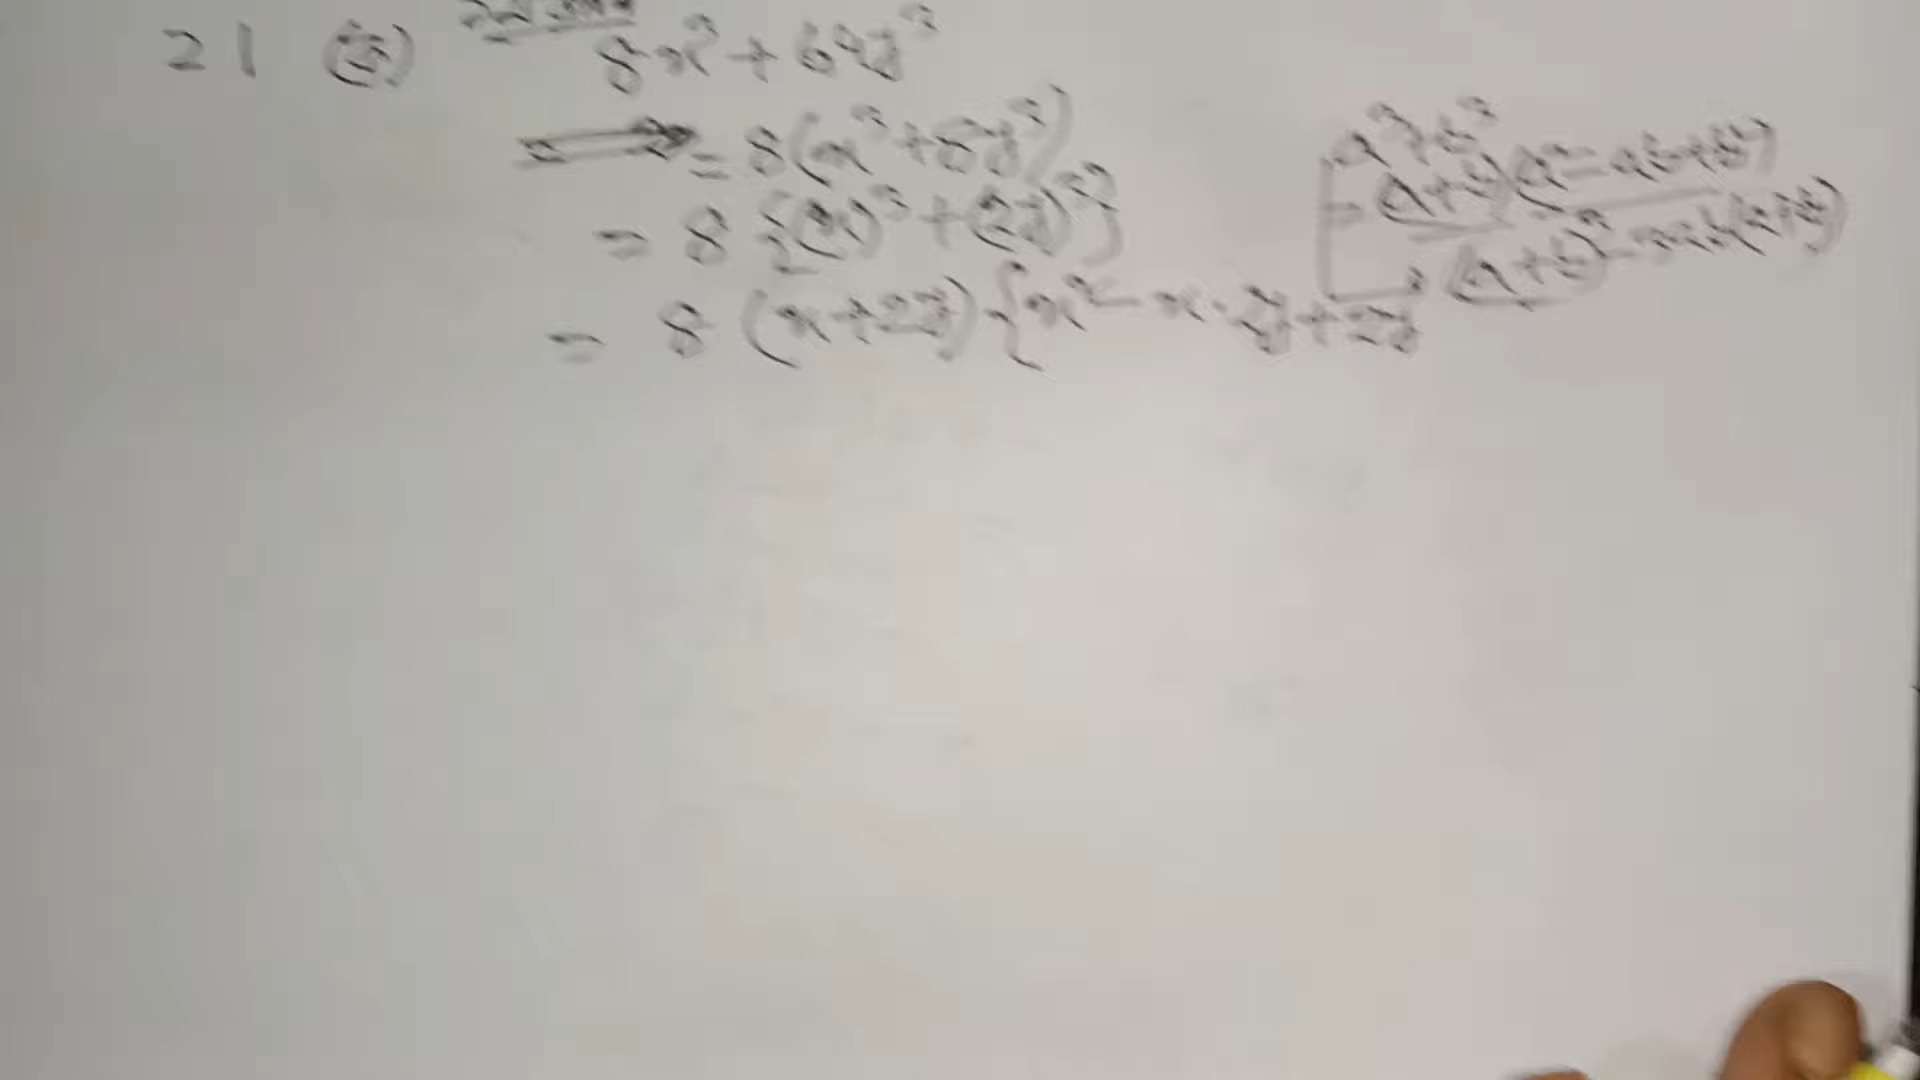 21 8x³ + 64y³
= 8(x³ + 8y³)
= 8 {(x)³ + (2y)³}
= 8 (x+2y) {x² - x · 2y + 2y
a³+b³
= (a+b)(a²-ab+b²)
(a+b)³-3ab(a+b)